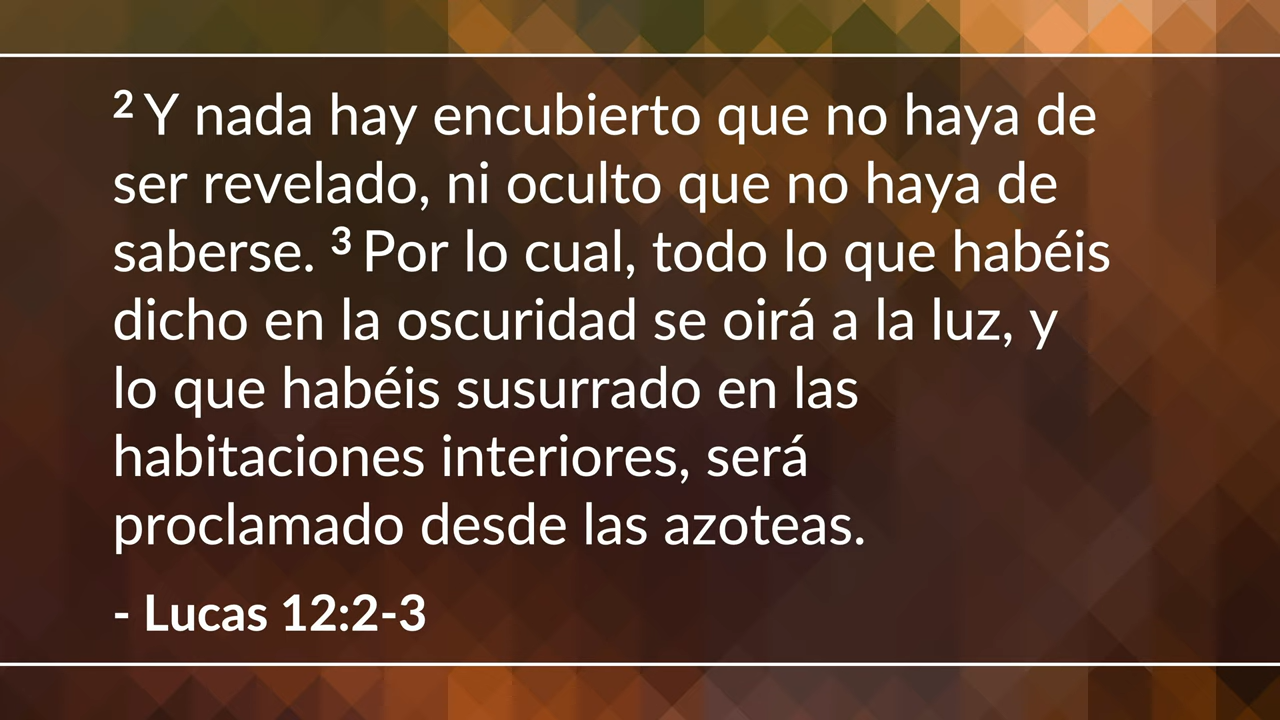 2 Y nada hay encubierto que no haya de
ser revelado, ni oculto que no haya de
saberse. 3 Por lo cual, todo lo que habéis
dicho en la oscuridad se oirá a la luz, y
lo que habéis susurrado en las
habitaciones interiores, será
proclamado desde las azoteas.
- Lucas 12:2-3